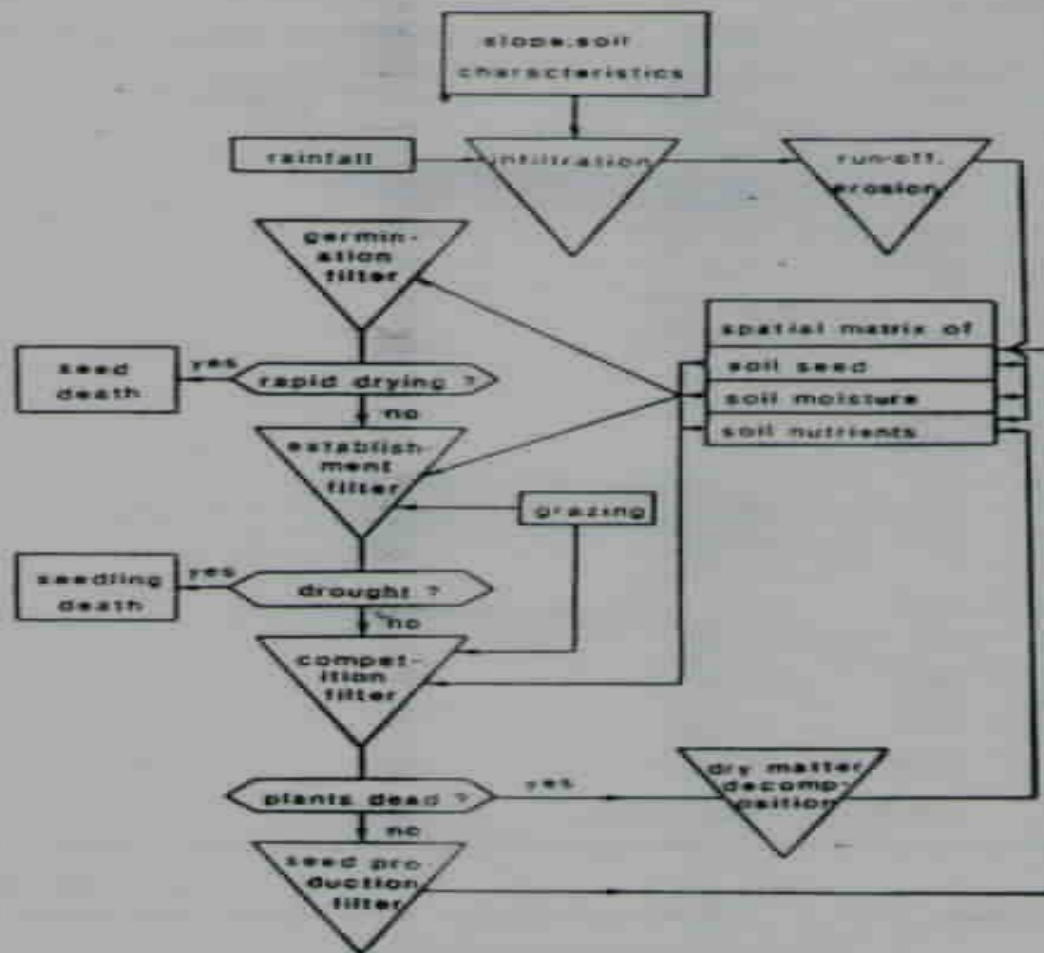 slope, soil
characteristics
rainfall
infiltration
run-off,
erosion
germin-
ation
filter
spatial matrix of
seed
death
yes
rapid drying ?
soil seed
soil moisture
no
soil nutrients
establish-
ment
filter
grazing
seedling
death
yes
drought ?
no
compet-
ition
filter
dry matter
decomp-
osition
plants dead ?
yes
no
seed pro-
duction
filter